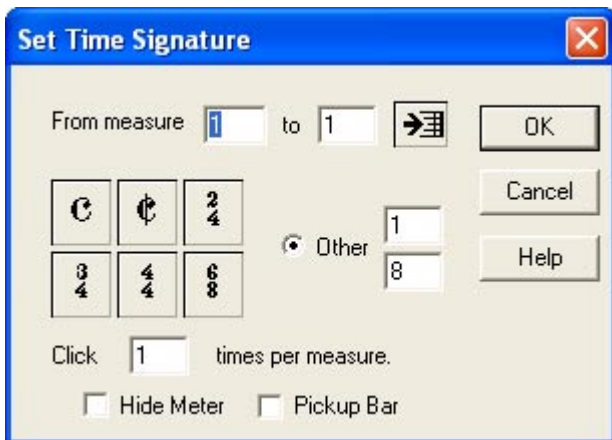 Set Time Signature
From measure 1 to 1
OK
Cancel
Help
2
4
3
4
4
4
6
8
Other
1
8
Click 1 times per measure.
Hide Meter
Pickup Bar